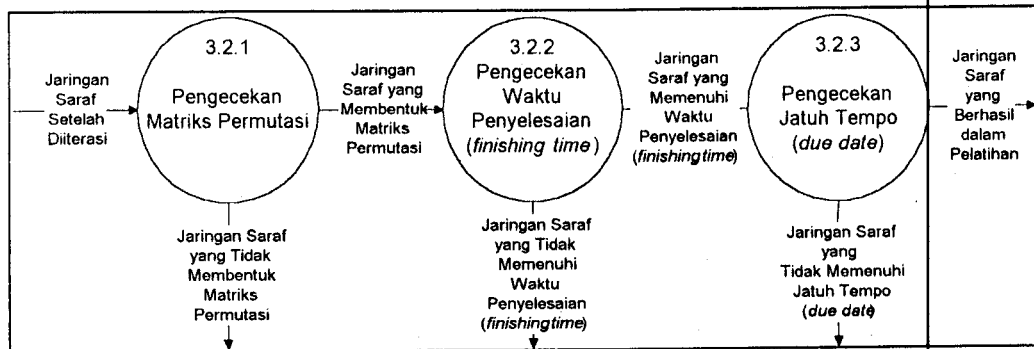 Jaringan
Saraf
Setelah
Diiterasi
3.2.1
Pengecekan
Matriks Permutasi
Jaringan
Saraf yang
Membentuk
Matriks
Permutasi
3.2.2
Pengecekan
Waktu
Penyelesaian
(finishing time)
Jaringan
Saraf yang
Memenuhi
Waktu
Penyelesaian
(finishingtime)
3.2.3
Pengecekan
Jatuh Tempo
(due date)
Jaringan
Saraf
yang
Berhasil
dalam
Pelatihan
Jaringan Saraf
yang Tidak
Membentuk
Matriks
Permutasi
Jaringan Saraf
yang Tidak
Memenuhi
Waktu
Penyelesaian
(finishingtime)
Jaringan Saraf
yang
Tidak Memenuhi
Jatuh Tempo
(due date)